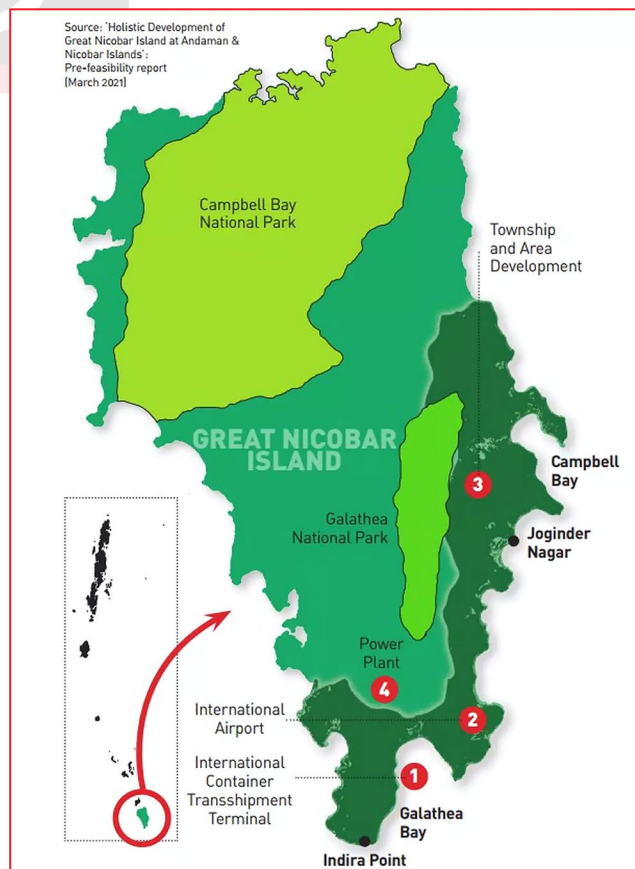 Source: ‘Holistic Development of
Great Nicobar Island at Andaman &
Nicobar Islands’:
Pre-feasibility report
(March 2021)
Campbell Bay
National Park
Township
and Area
Development
GREAT NICOBAR
ISLAND
Campbell
Bay
3
Galathea
National Park
Joginder
Nagar
Power
Plant
4
International
Airport
2
International
Container
Transshipment
Terminal
1
Galathea
Bay
Indira Point